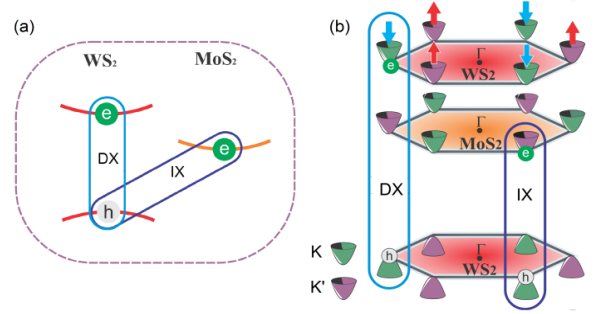 (a)
WS₂
MoS₂
e
e
DX
IX
h
(b)
e
Γ
WS₂
Γ
MoS₂
e
DX
IX
K
K'
h
Γ
WS₂
h